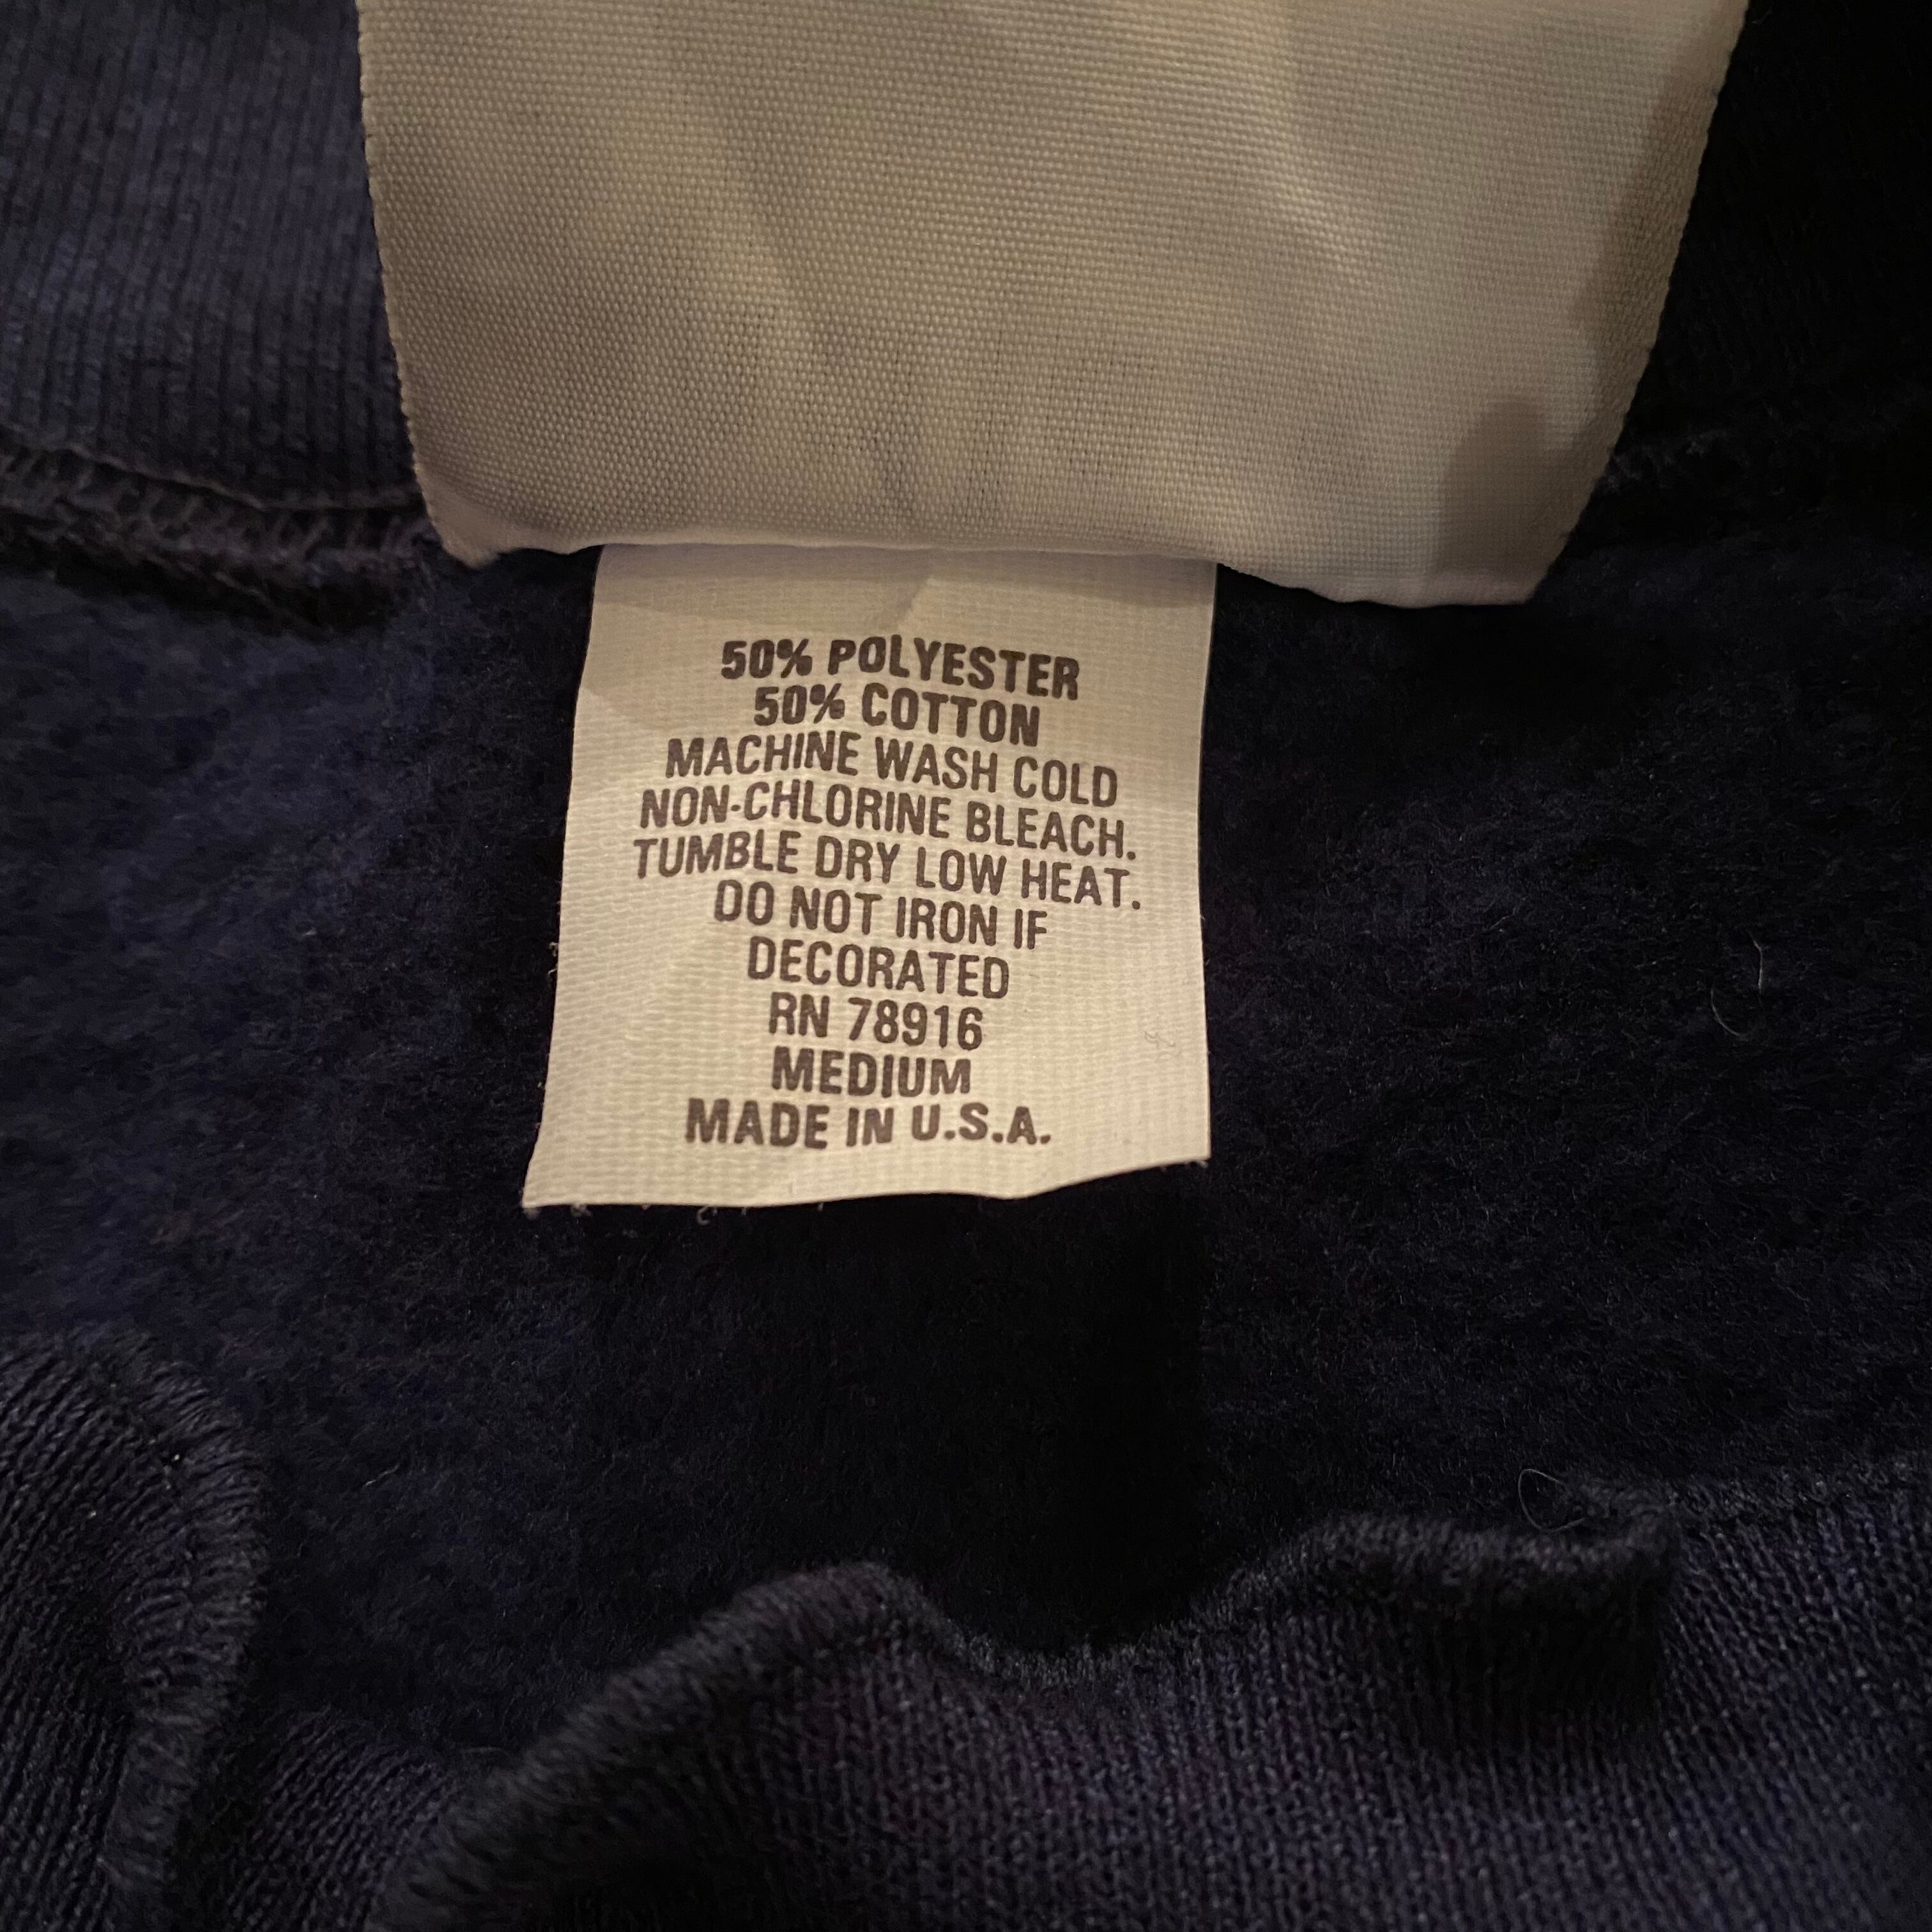 50% POLYESTER
50% COTTON
MACHINE WASH COLD
NON-CHLORINE BLEACH.
TUMBLE DRY LOW HEAT.
DO NOT IRON IF
DECORATED
RN 78916
MEDIUM
MADE IN U.S.A.